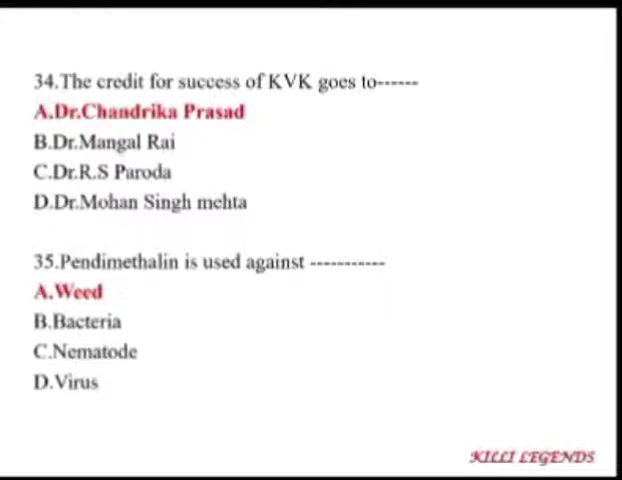 34.The credit for success of KVK goes to------
A.Dr.Chandrika Prasad
B.Dr.Mangal Rai
C.Dr.R.S Paroda
D.Dr.Mohan Singh mehta
35.Pendimethalin is used against -----------
A.Weed
B.Bacteria
C.Nematode
D.Virus
KILLI LEGENDS